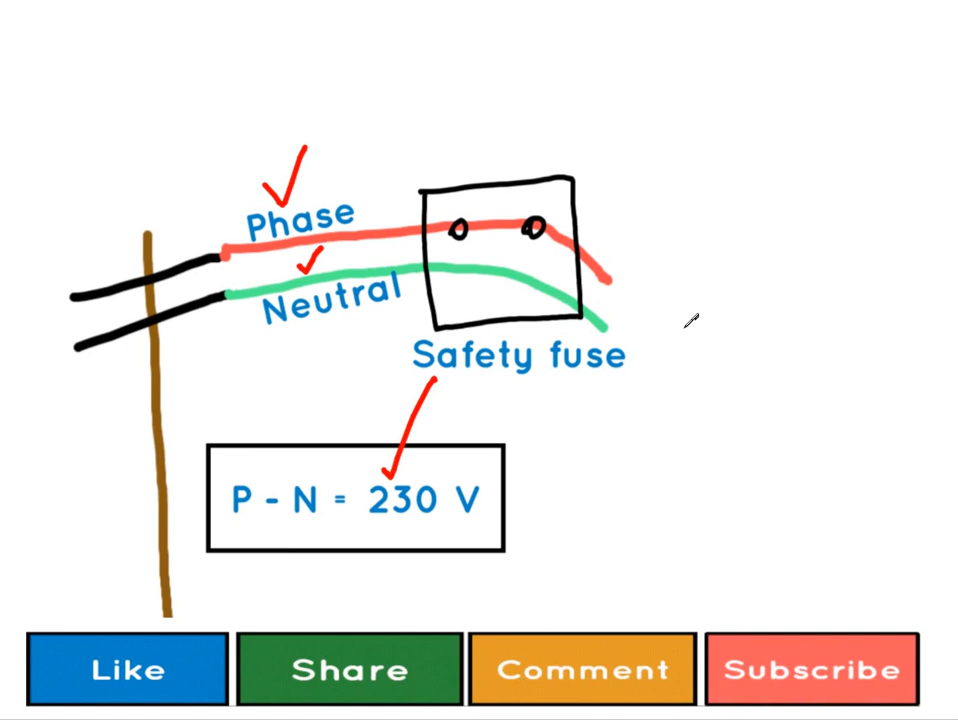 Phase
Neutral
Safety fuse
P - N = 230 V
Like
Share
Comment
Subscribe